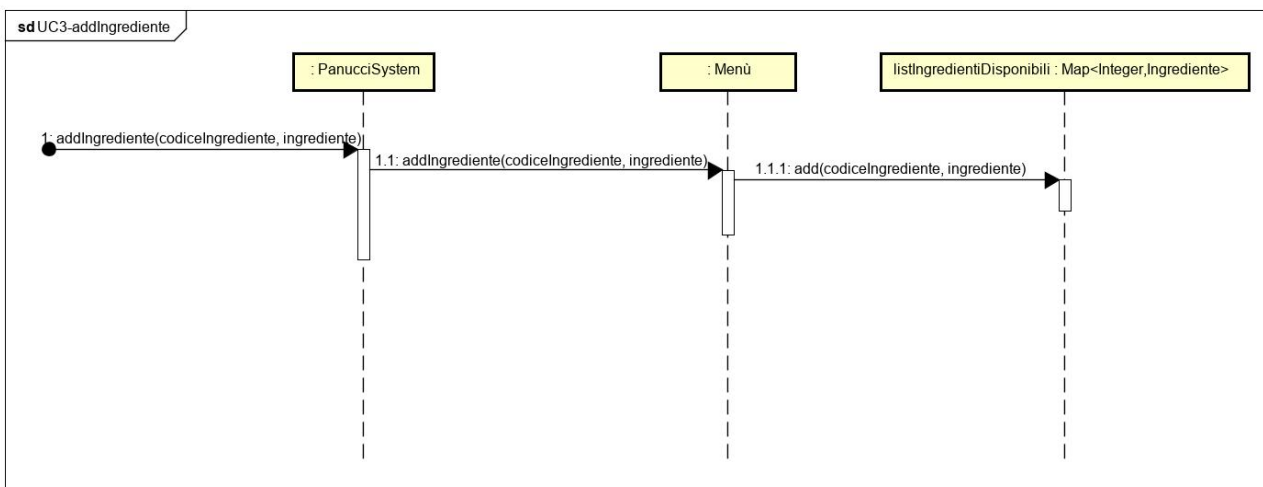 sd UC3-addIngrediente
: PanucciSystem
: Menù
listIngredientiDisponibili : Map<Integer,Ingrediente>
1: addIngrediente(codiceIngrediente, ingrediente)
1.1: addIngrediente(codiceIngrediente, ingrediente)
1.1.1: add(codiceIngrediente, ingrediente)